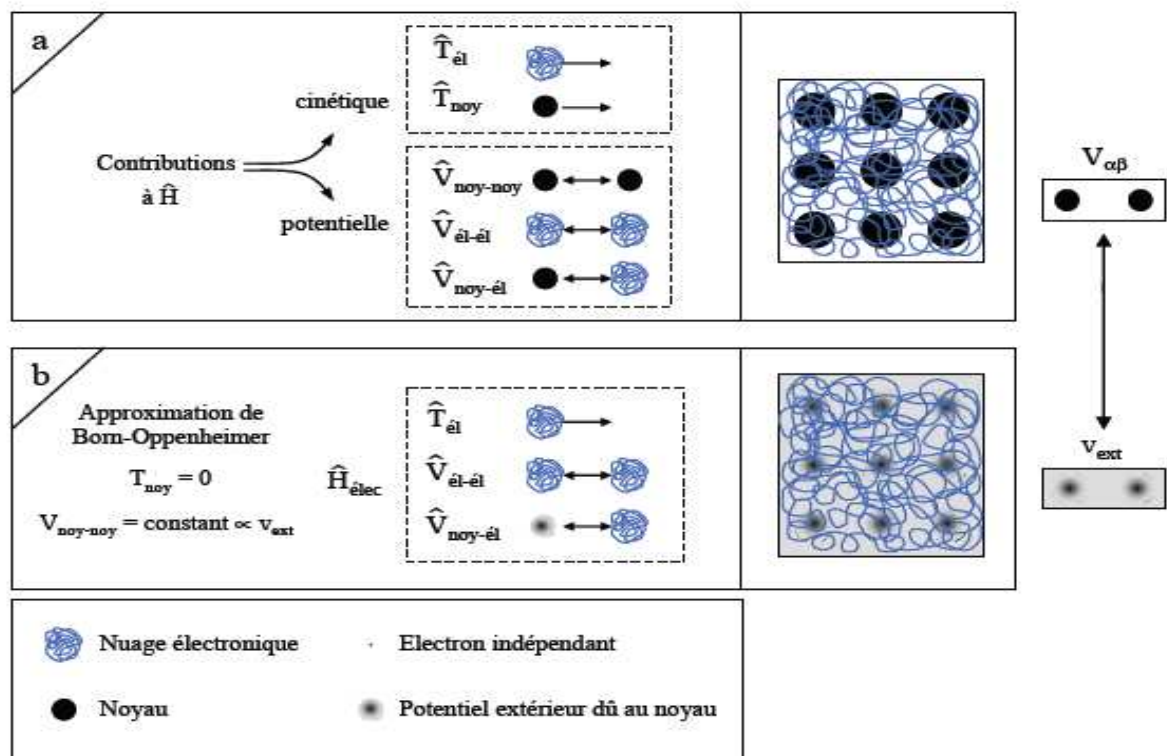 a
cinétique
Contributions
à Ĥ
potentielle
T̂él
T̂noy
V̂noy-noy
V̂él-él
V̂noy-él
Vαβ
b
Approximation de
Born-Oppenheimer
Tnoy = 0
Vnoy-noy = constant ∝ vext
Ĥélec
T̂él
V̂él-él
V̂noy-él
vext
Nuage électronique
Electron indépendant
Noyau
Potentiel extérieur dû au noyau